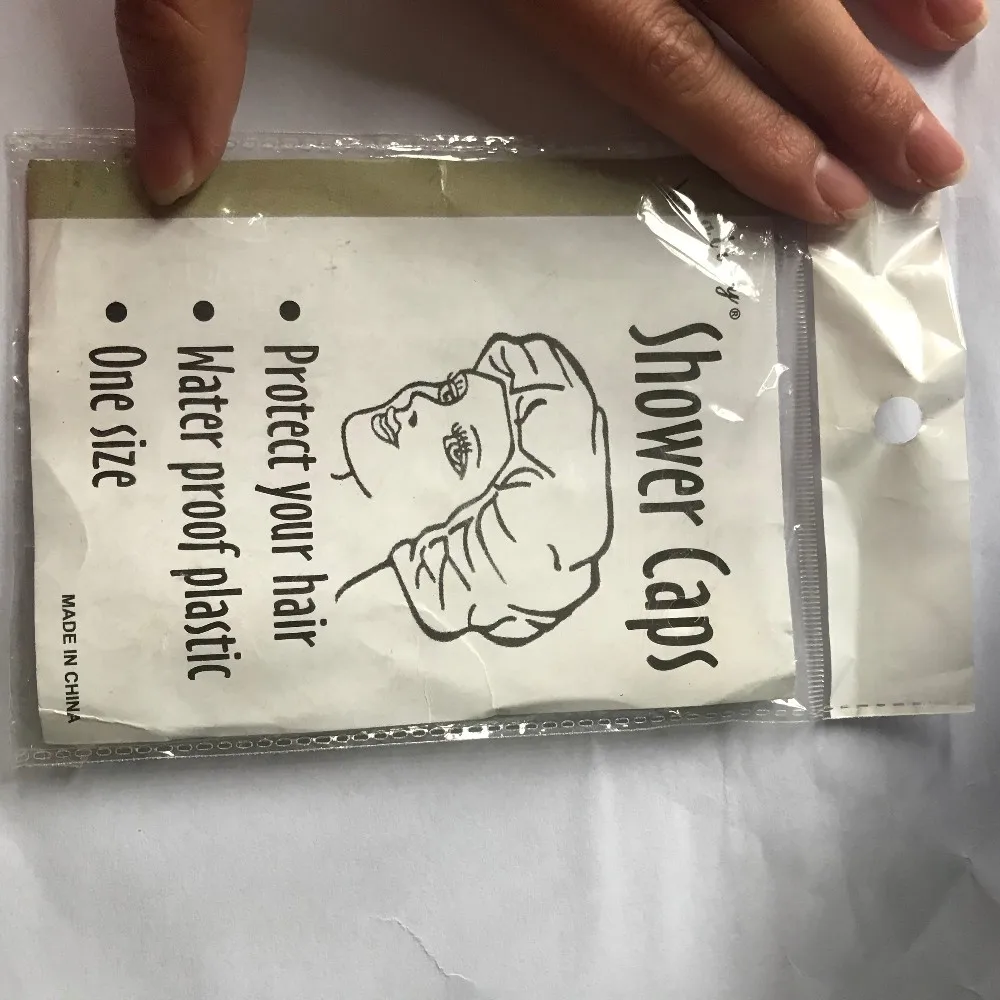 Shower Caps
• Protect your hair
• Water proof plastic
• One size
MADE IN CHINA